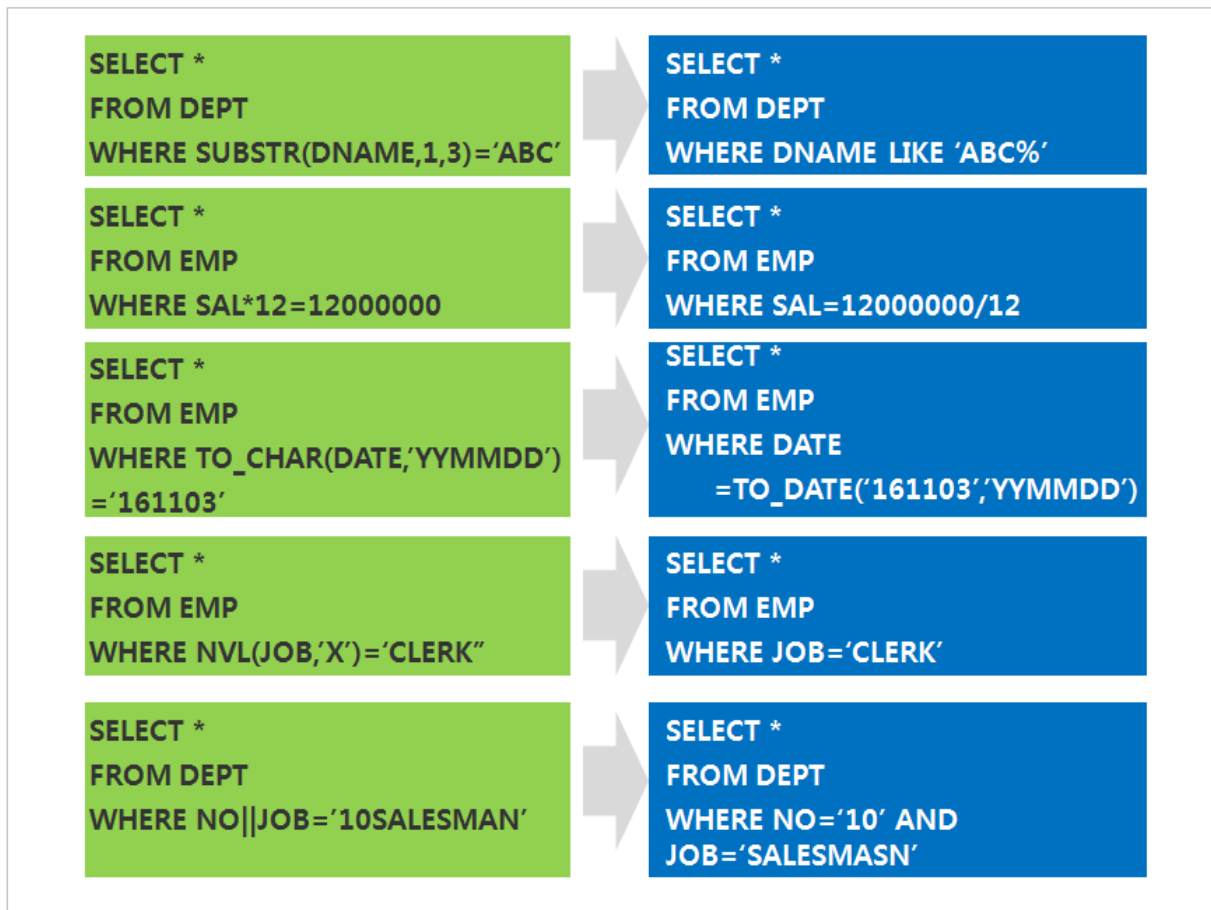 SELECT *
FROM DEPT
WHERE SUBSTR(DNAME,1,3)=‘ABC’
SELECT *
FROM DEPT
WHERE DNAME LIKE ‘ABC%’
SELECT *
FROM EMP
WHERE SAL*12=12000000
SELECT *
FROM EMP
WHERE SAL=12000000/12
SELECT *
FROM EMP
WHERE TO_CHAR(DATE,’YYMMDD’)
=‘161103’
SELECT *
FROM EMP
WHERE DATE
=TO_DATE(‘161103’,’YYMMDD’)
SELECT *
FROM EMP
WHERE NVL(JOB,’X’)=‘CLERK”
SELECT *
FROM EMP
WHERE JOB=‘CLERK’
SELECT *
FROM DEPT
WHERE NO||JOB=’10SALESMAN’
SELECT *
FROM DEPT
WHERE NO=‘10’ AND
JOB=‘SALESMASN’